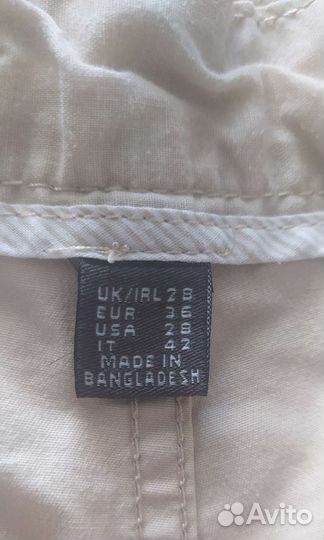 UK/IRL 28
EUR 36
USA 28
IT 42
MADE IN
BANGLADESH
Avito